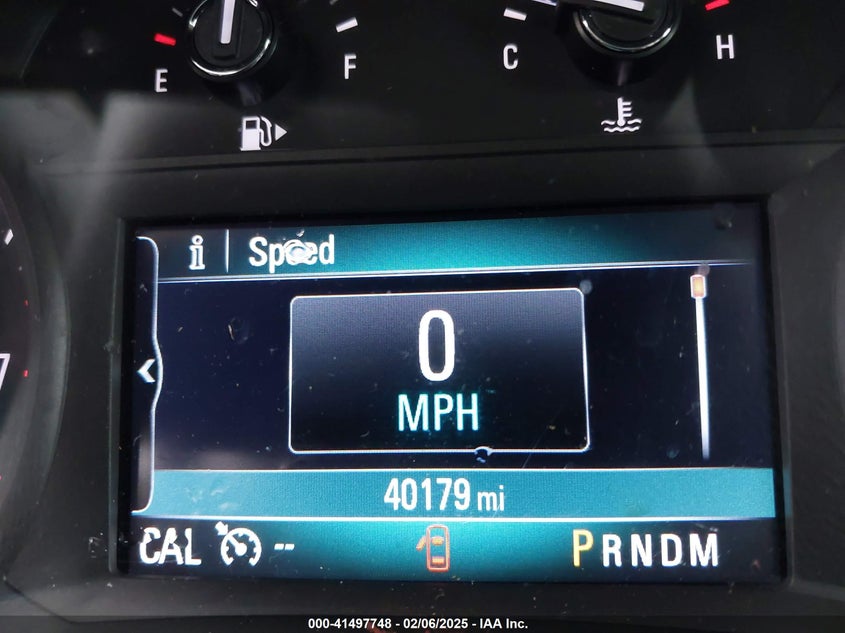 E F C H
Speed
0
MPH
40179 mi
CAL -- PRNDM
000-41497748 - 02/06/2025 - IAA Inc.